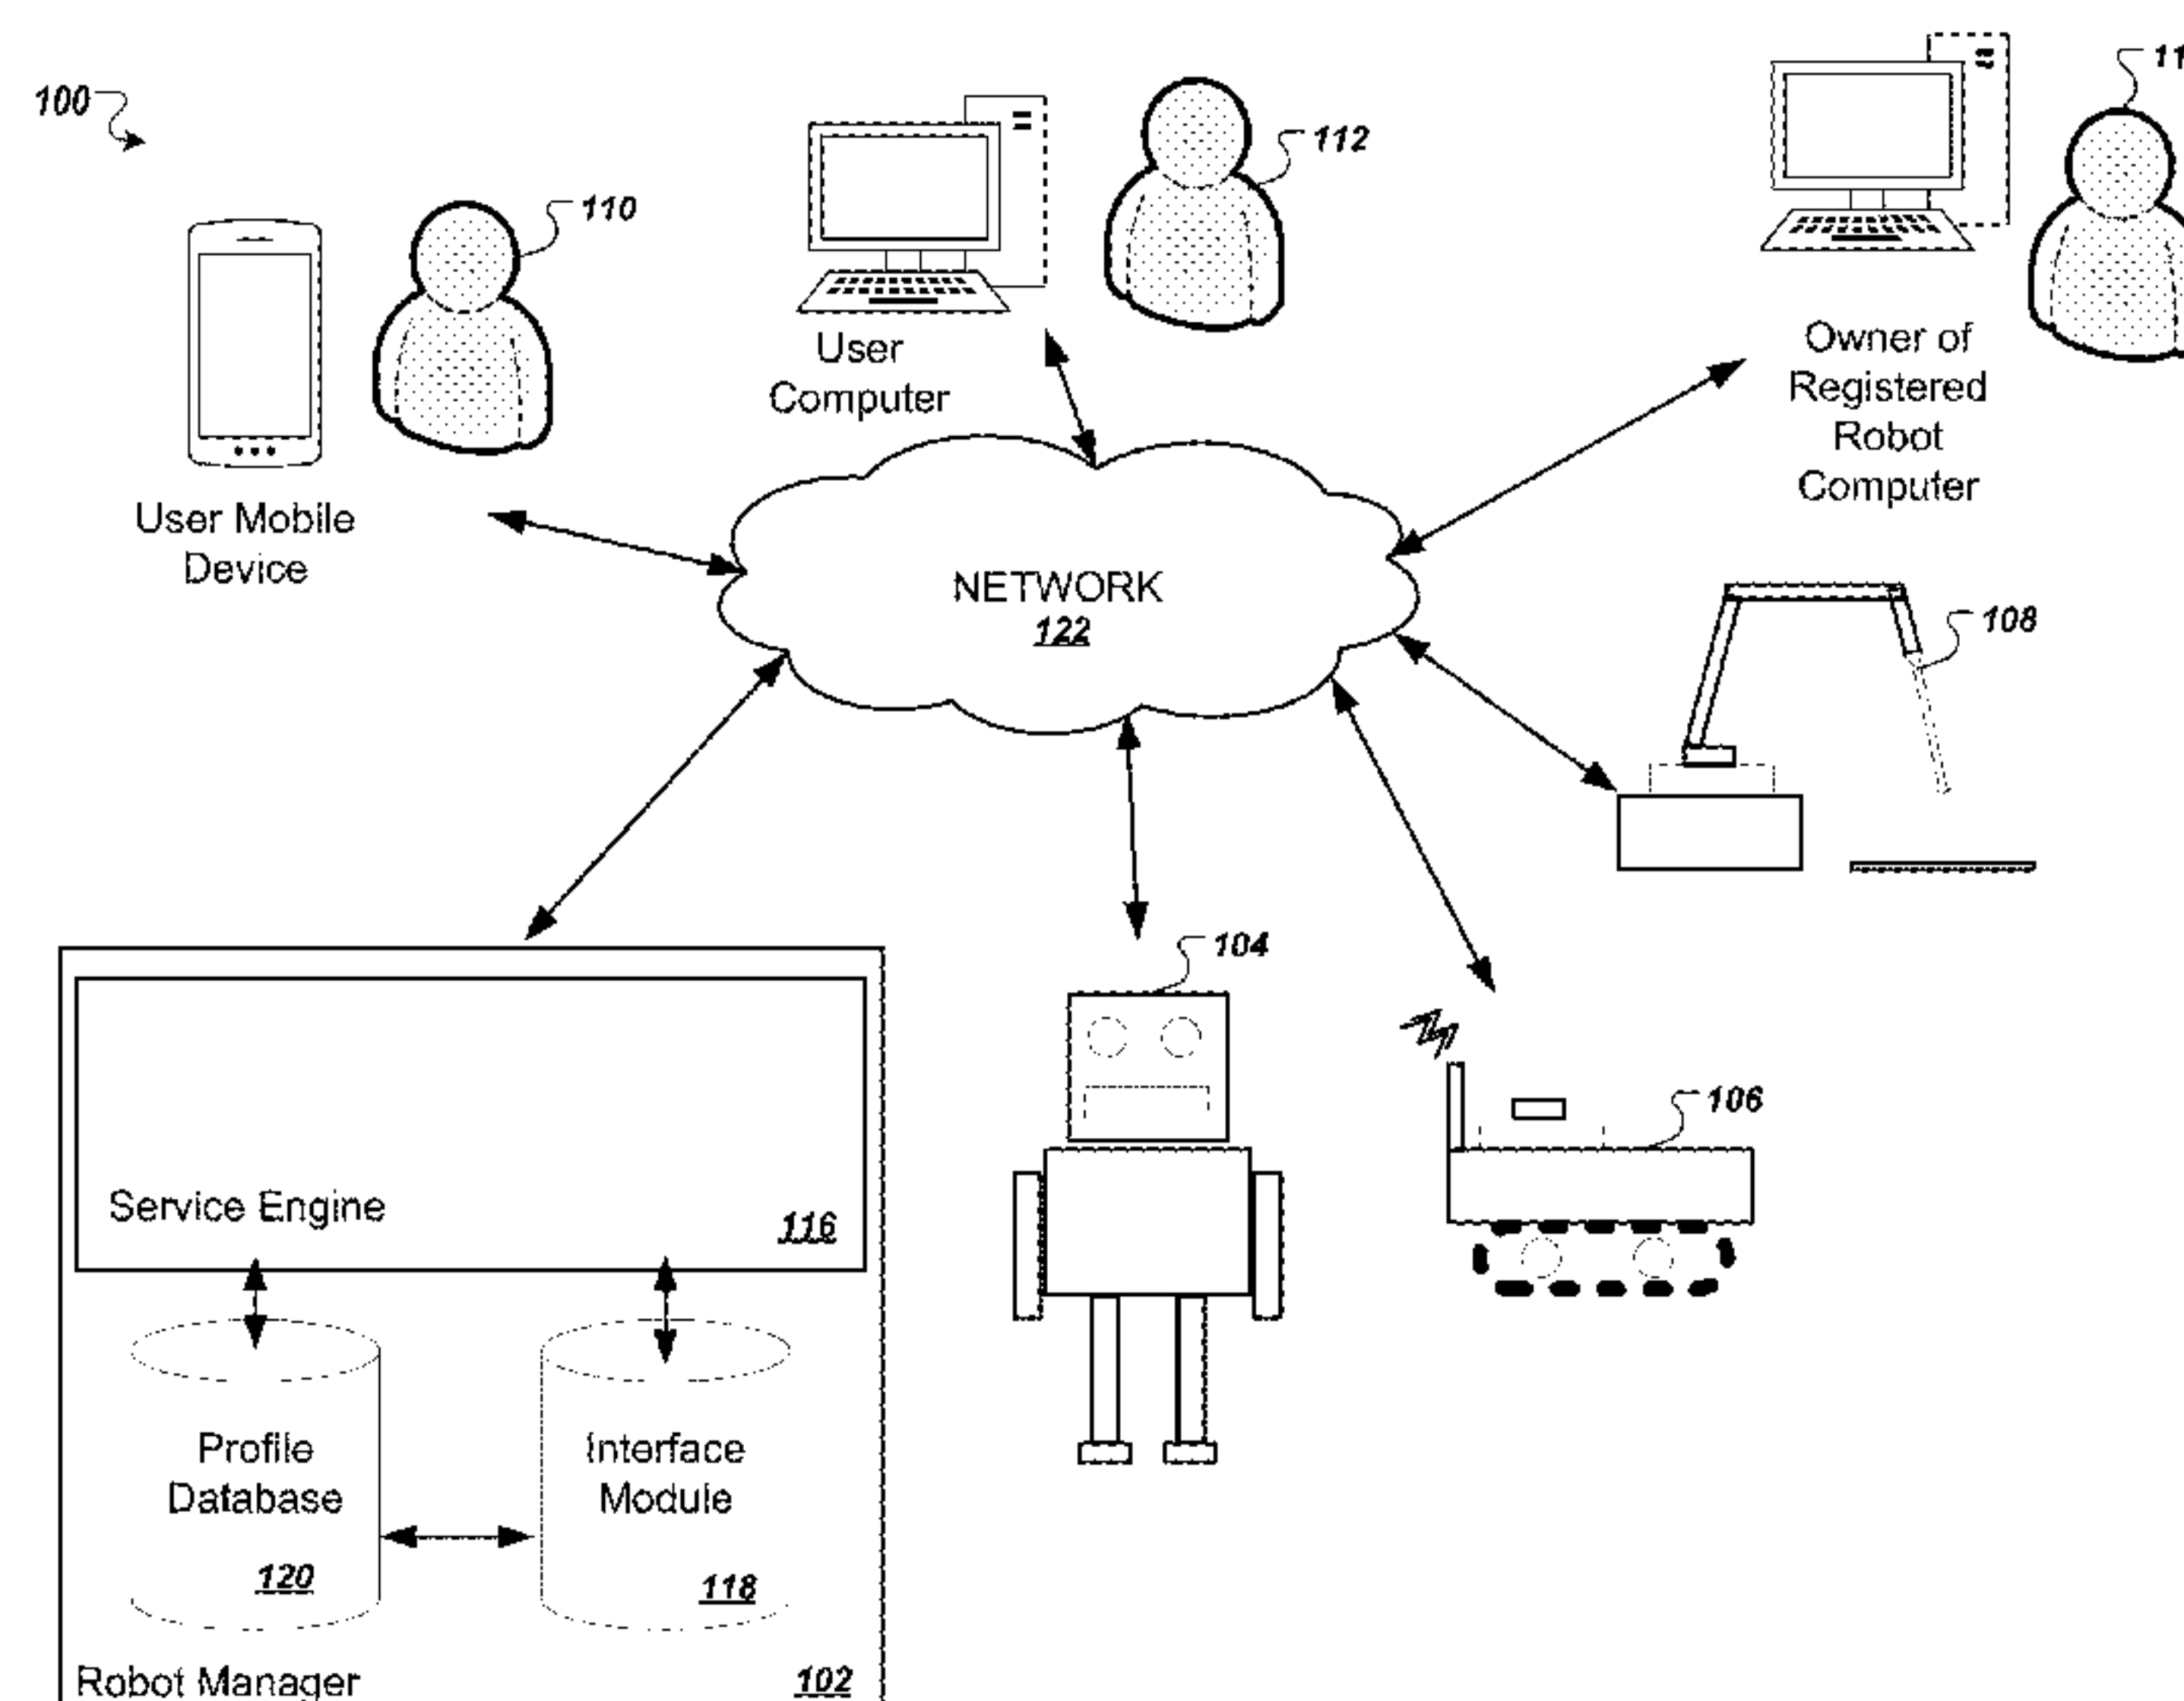 100
110
112
11
User Mobile
Device
User
Computer
Owner of
Registered
Robot
Computer
NETWORK
122
108
104
106
Service Engine
116
Profile
Database
120
Interface
Module
118
Robot Manager
102